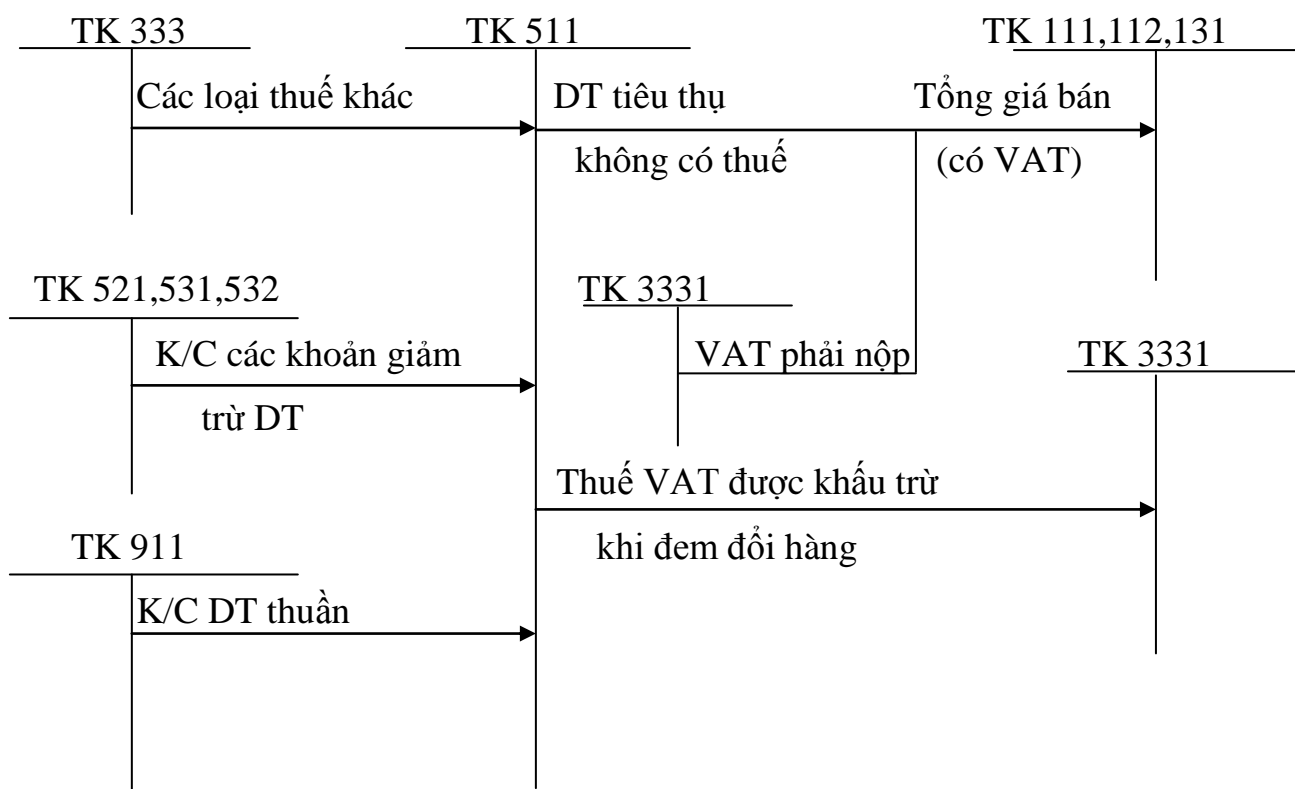 TK 333
TK 511
TK 111,112,131
Các loại thuế khác
DT tiêu thụ
Tổng giá bán
không có thuế
(có VAT)
TK 521,531,532
TK 3331
K/C các khoản giảm
VAT phải nộp
TK 3331
trừ DT
Thuế VAT được khấu trừ
TK 911
khi đem đổi hàng
K/C DT thuần